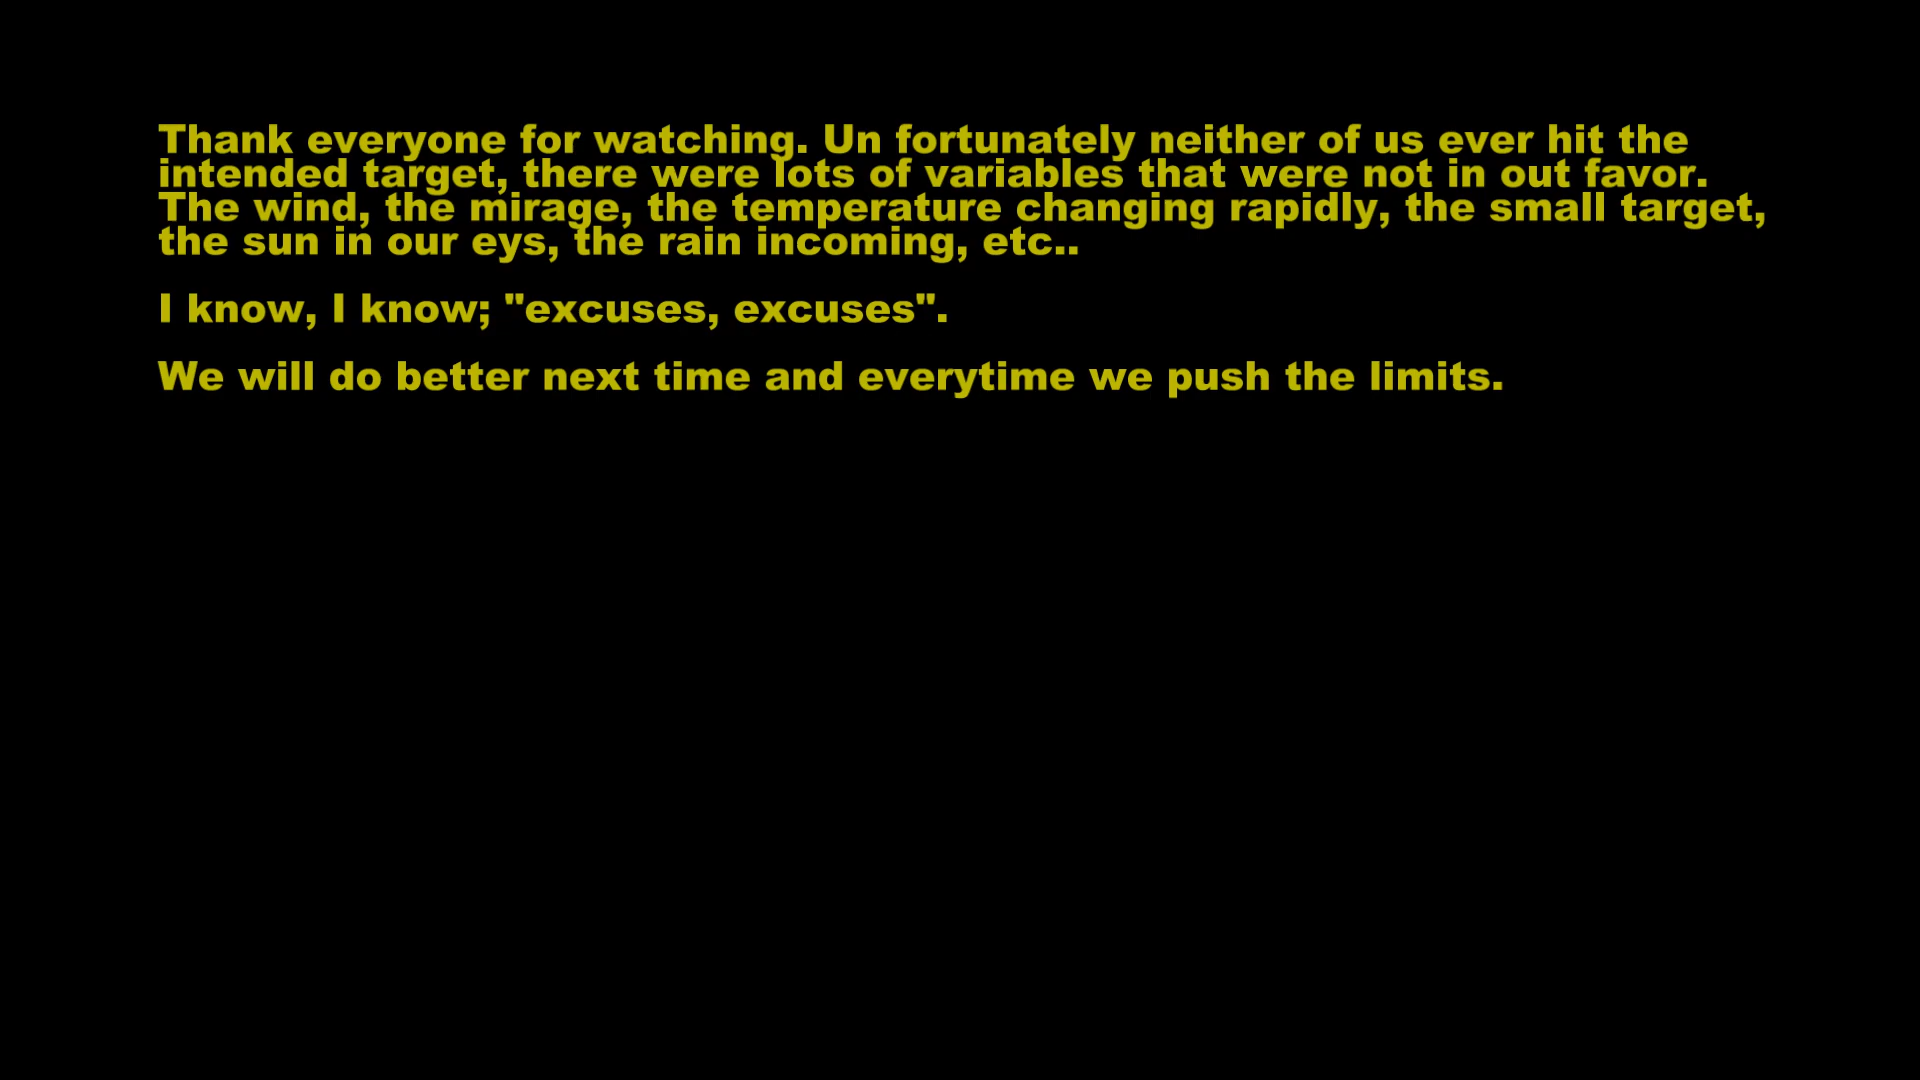 Thank everyone for watching. Un fortunately neither of us ever hit the
intended target, there were lots of variables that were not in out favor.
The wind, the mirage, the temperature changing rapidly, the small target,
the sun in our eys, the rain incoming, etc..
I know, I know; "excuses, excuses".
We will do better next time and everytime we push the limits.